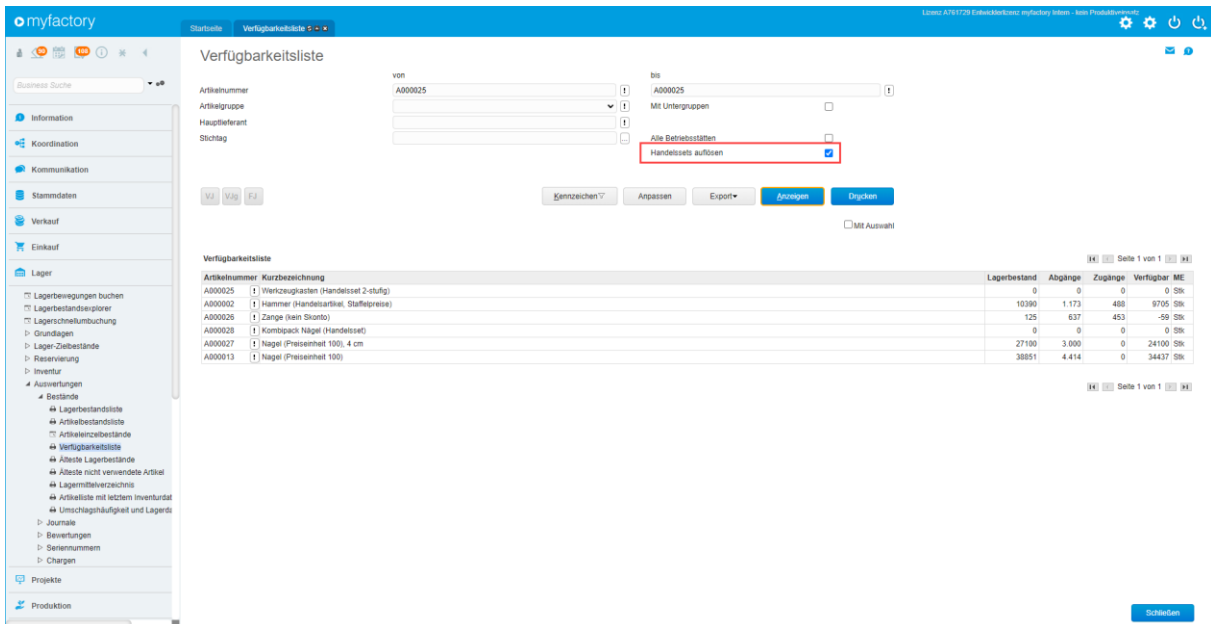 Lizenz A761729 Entwicklerlizenz myfactory Intern - kein Produktiveinsatz
myfactory
Startseite
Verfügbarkeitsliste
Business Suche
Information
Koordination
Kommunikation
Stammdaten
Verkauf
Einkauf
Lager
Lagerbewegungen buchen
Lagerbestandsexplorer
Lagerschnellumbuchung
Grundlagen
Lager-Zielbestände
Reservierung
Inventur
Auswertungen
Bestände
Lagerbestandsliste
Artikelbestandsliste
Artikeleinzelbestände
Verfügbarkeitsliste
Älteste Lagerbestände
Älteste nicht verwendete Artikel
Lagermittelverzeichnis
Artikelliste mit letztem Inventurdat
Umschlagshäufigkeit und Lagerda
Journale
Bewertungen
Seriennummern
Chargen
Projekte
Produktion
Verfügbarkeitsliste
von bis
Artikelnummer A000025 ! A000025 !
Artikelgruppe ! Mit Untergruppen
Hauptlieferant !
Stichtag ... Alle Betriebsstätten
Handelssets auflösen
VJ VJg FJ Kennzeichen Anpassen Export Anzeigen Drucken
Mit Auswahl
Verfügbarkeitsliste Seite 1 von 1
Artikelnummer Kurzbezeichnung Lagerbestand Abgänge Zugänge Verfügbar ME
A000025 ! Werkzeugkasten (Handelsset 2-stufig) 0 0 0 0 Stk
A000002 ! Hammer (Handelsartikel, Staffelpreise) 10390 1.173 488 9705 Stk
A000026 ! Zange (kein Skonto) 125 637 453 -59 Stk
A000028 ! Kombipack Nägel (Handelsset) 0 0 0 0 Stk
A000027 ! Nagel (Preiseinheit 100), 4 cm 27100 3.000 0 24100 Stk
A000013 ! Nagel (Preiseinheit 100) 38851 4.414 0 34437 Stk
Seite 1 von 1
Schließen